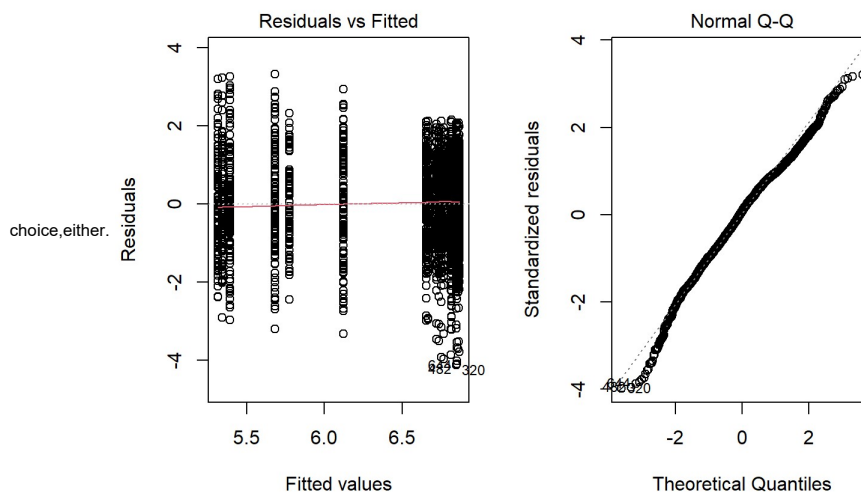 Residuals vs Fitted
4
2
0
-2
-4
Residuals
choice,either.
482
320
5.5 6.0 6.5
Fitted values
Normal Q-Q
4
2
0
-2
-4
Standardized residuals
-2 0 2
Theoretical Quantiles